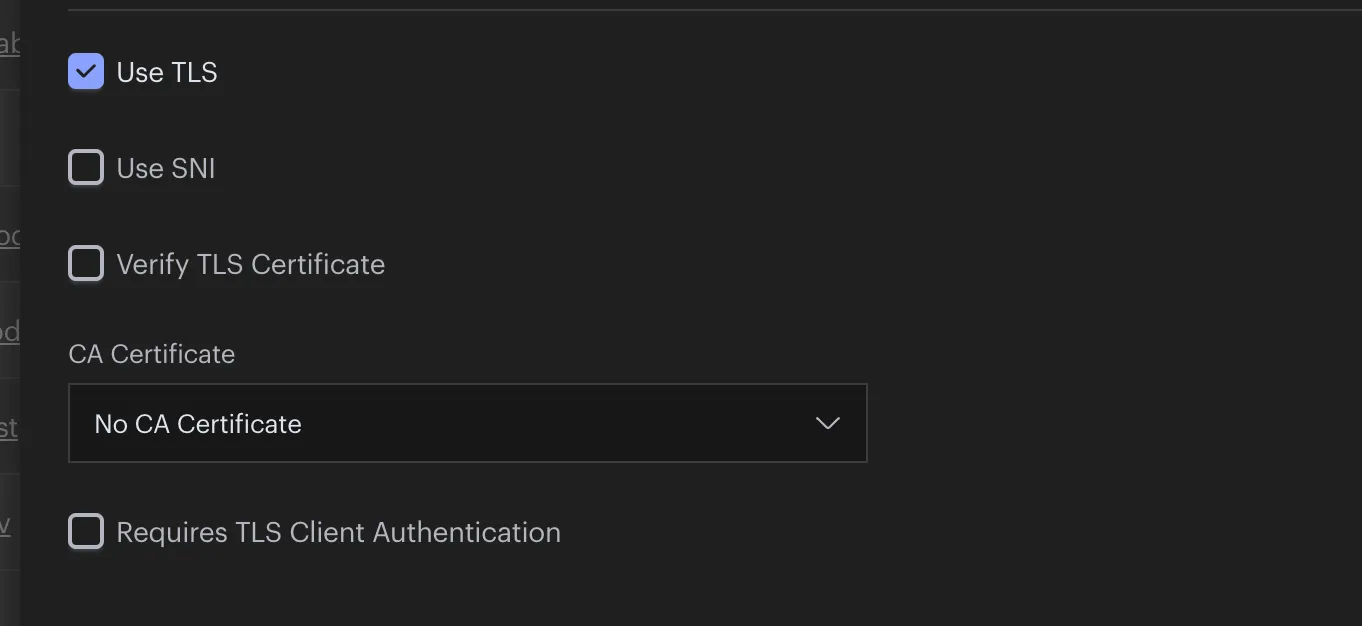 Use TLS
Use SNI
Verify TLS Certificate
CA Certificate
No CA Certificate
Requires TLS Client Authentication